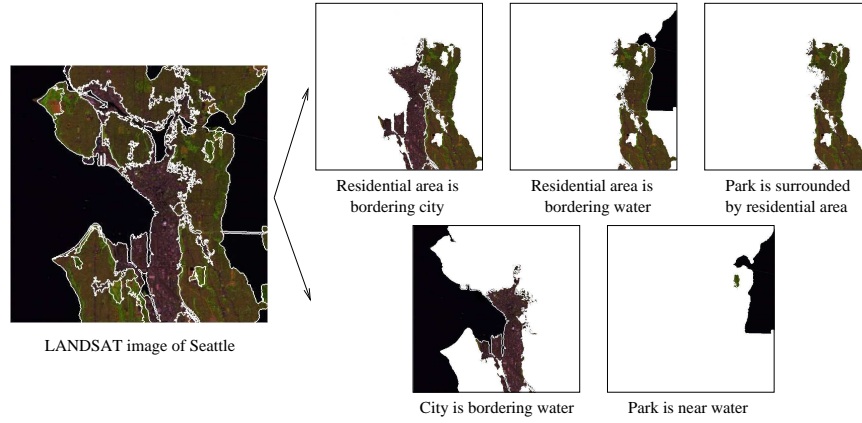 Residential area is
bordering city
Residential area is
bordering water
Park is surrounded
by residential area
LANDSAT image of Seattle
City is bordering water
Park is near water